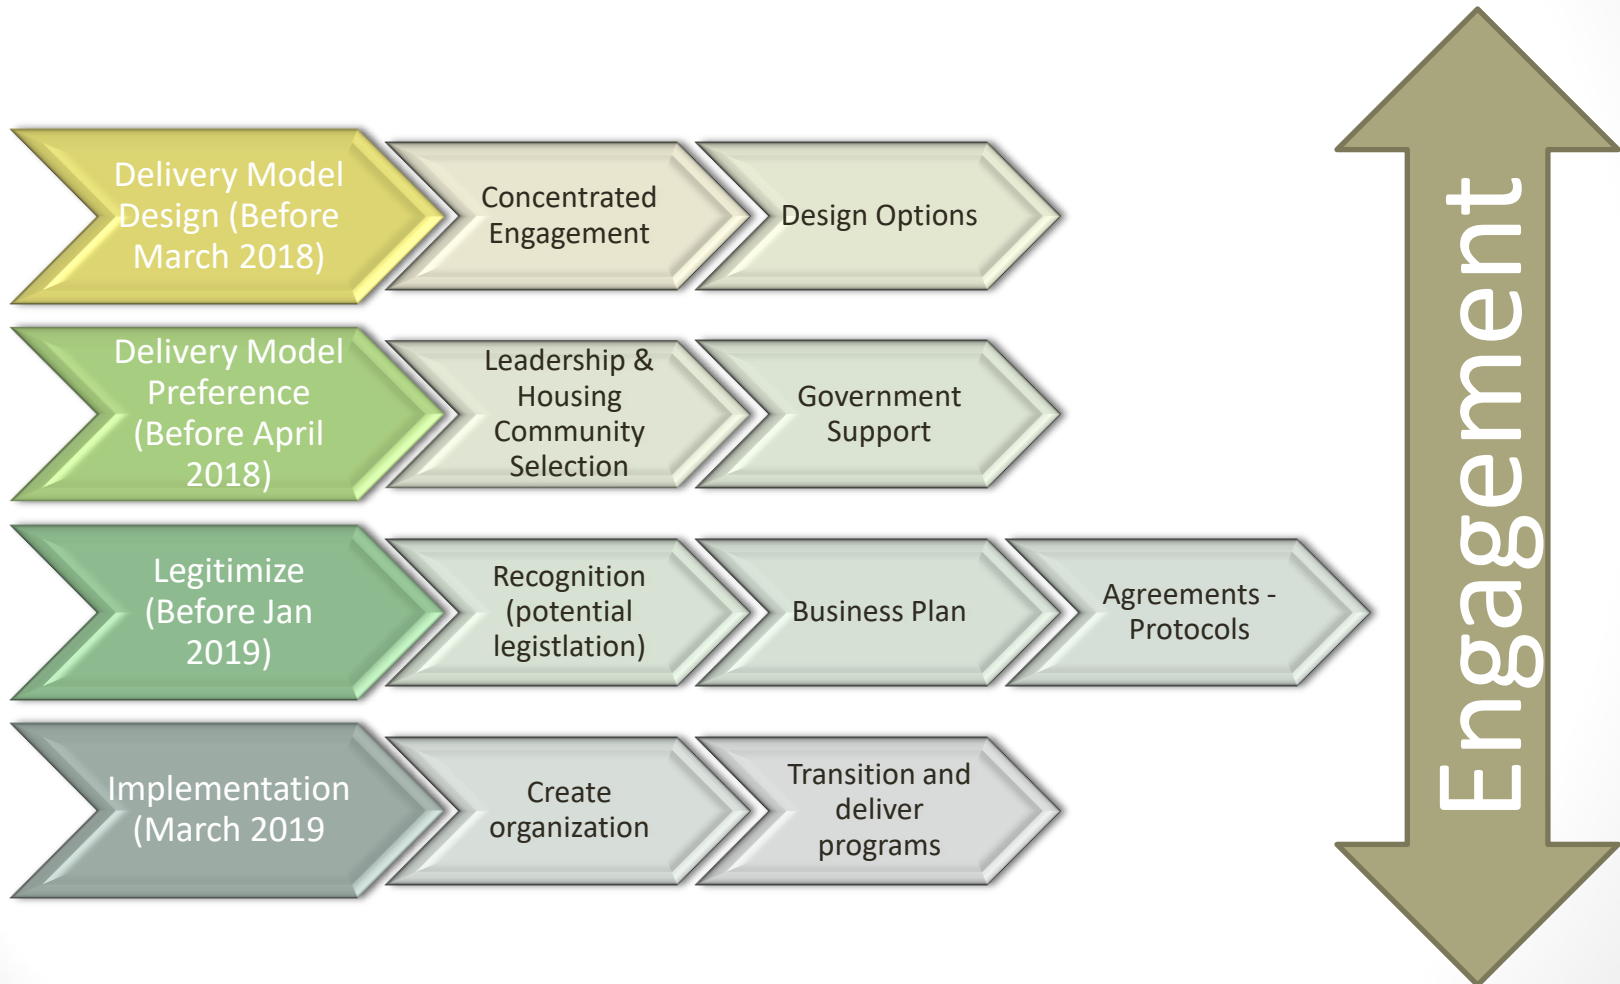 Delivery Model
Design (Before
March 2018)
Concentrated
Engagement
Design Options
Delivery Model
Preference
(Before April
2018)
Leadership &
Housing
Community
Selection
Government
Support
Legitimize
(Before Jan
2019)
Recognition
(potential
legistlation)
Business Plan
Agreements -
Protocols
Implementation
(March 2019
Create
organization
Transition and
deliver
programs
Engagement